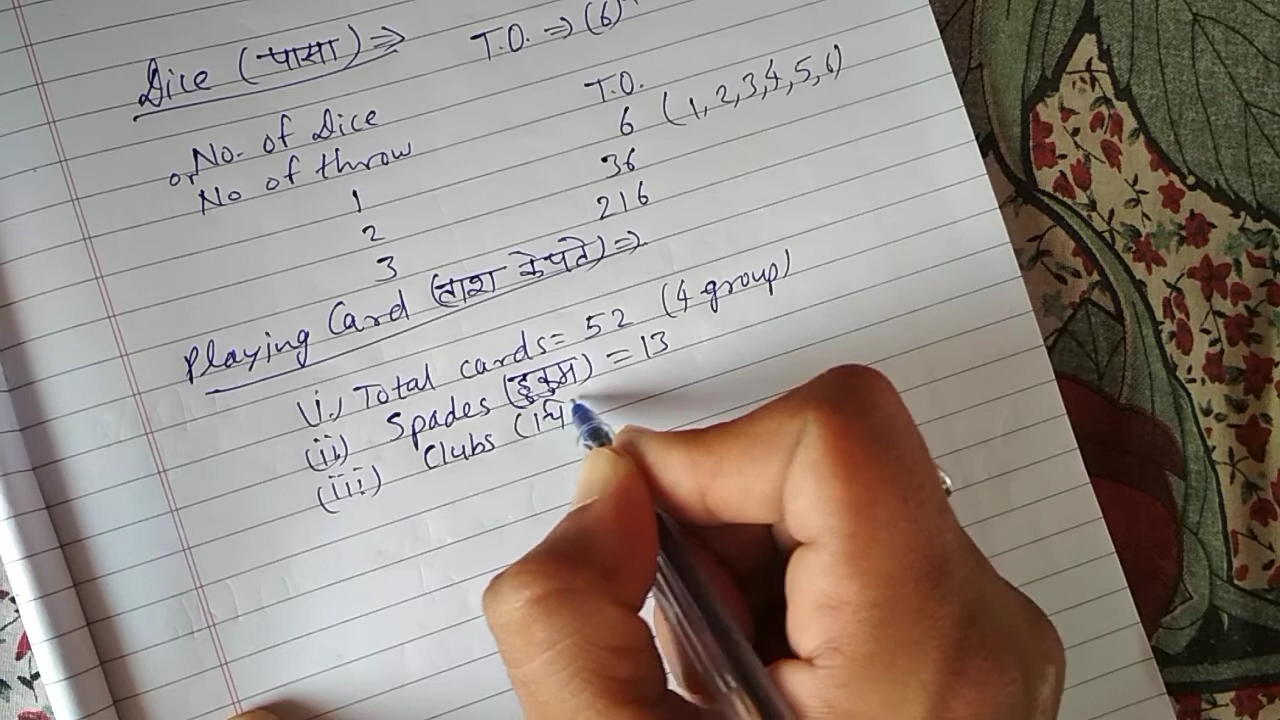 Dice (पासा) ⇒ T.O. ⇒ (6)
No. of Dice T.O.
or No of throw 6 (1,2,3,4,5,6)
1 36
2 216
3
Playing Card (ताश केपते) ⇒
(i.) Total cards = 52 (4 group)
(ii) Spades (हुकुम) = 13
(iii) Clubs (चि